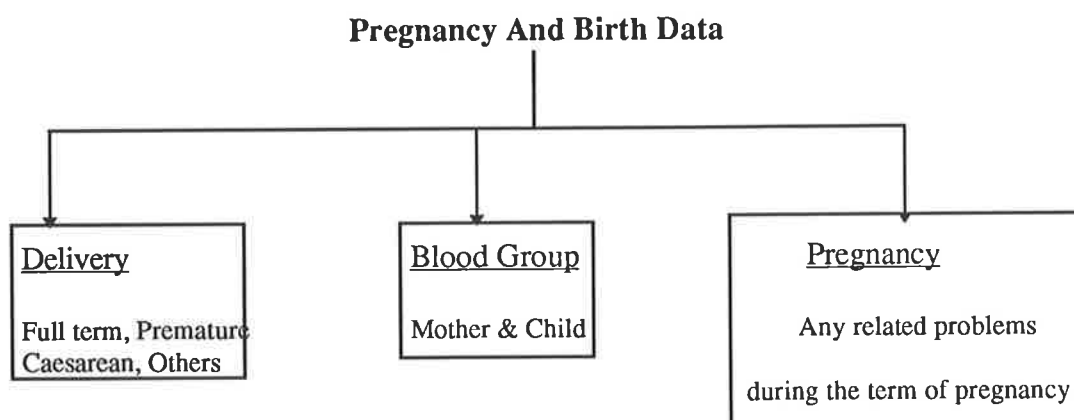 Pregnancy And Birth Data
Delivery
Full term, Premature
Caesarean, Others
Blood Group
Mother & Child
Pregnancy
Any related problems
during the term of pregnancy